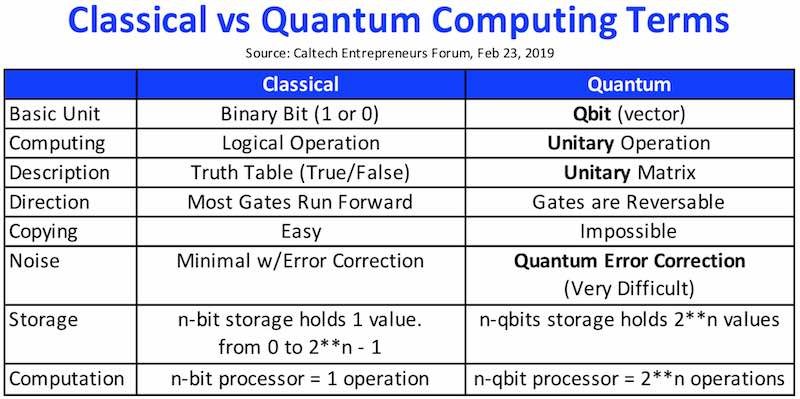 Classical vs Quantum Computing Terms
Source: Caltech Entrepreneurs Forum, Feb 23, 2019
Classical Quantum
Basic Unit Binary Bit (1 or 0) Qbit (vector)
Computing Logical Operation Unitary Operation
Description Truth Table (True/False) Unitary Matrix
Direction Most Gates Run Forward Gates are Reversable
Copying Easy Impossible
Noise Minimal w/Error Correction Quantum Error Correction
(Very Difficult)
Storage n-bit storage holds 1 value. n-qbits storage holds 2**n values
from 0 to 2**n - 1
Computation n-bit processor = 1 operation n-qbit processor = 2**n operations